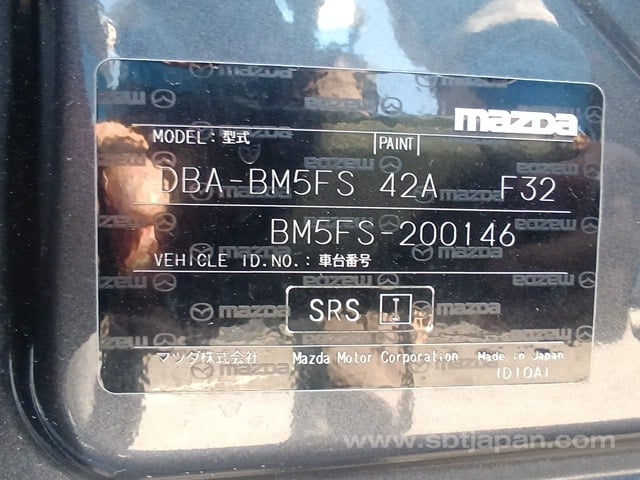 mazda
MODEL: 型式 PAINT
DBA-BM5FS 42A F32
BM5FS-200146
VEHICLE ID.NO.: 車台番号
SRS I
マツダ株式会社 Mazda Motor Corporation Made in Japan
(D10A)
www.sbtjapan.com